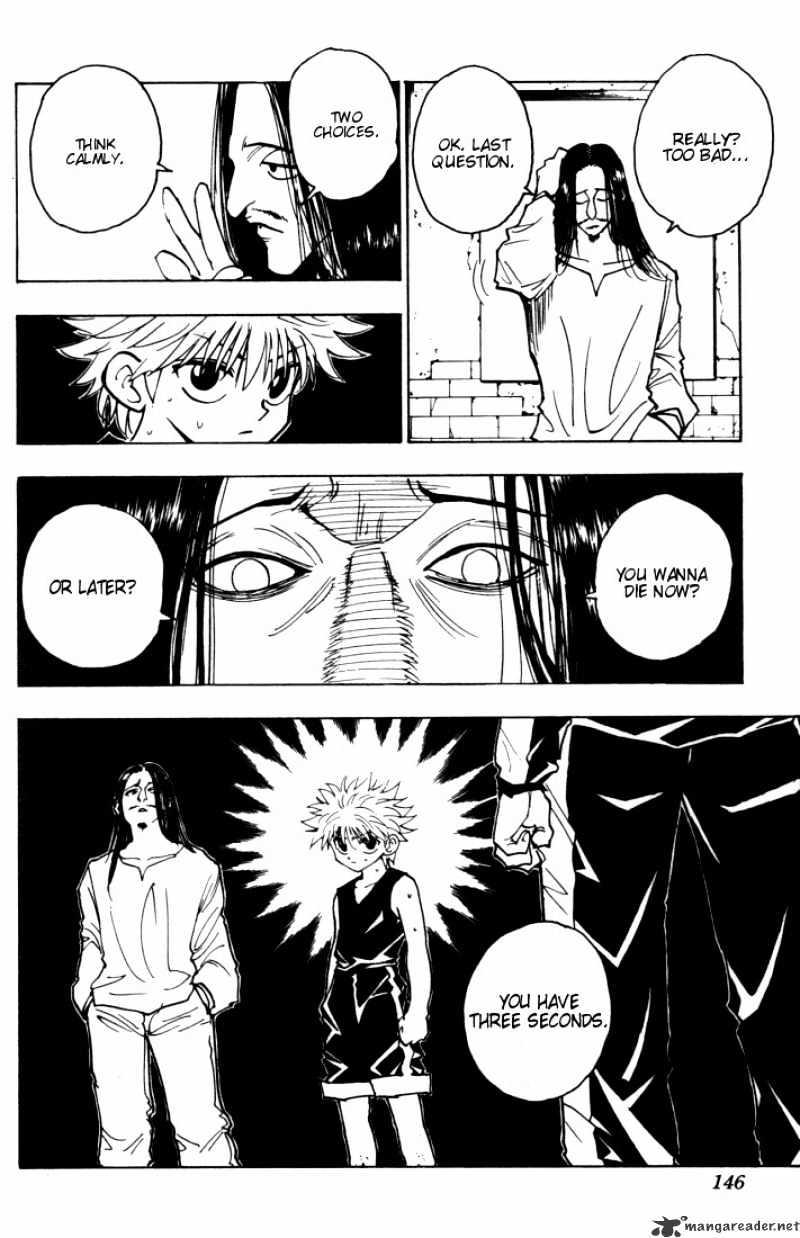 REALLY?
TOO BAD...
OK. LAST
QUESTION.
TWO
CHOICES.
THINK
CALMLY.
YOU WANNA
DIE NOW?
OR LATER?
YOU HAVE
THREE SECONDS.
146
mangareader.net